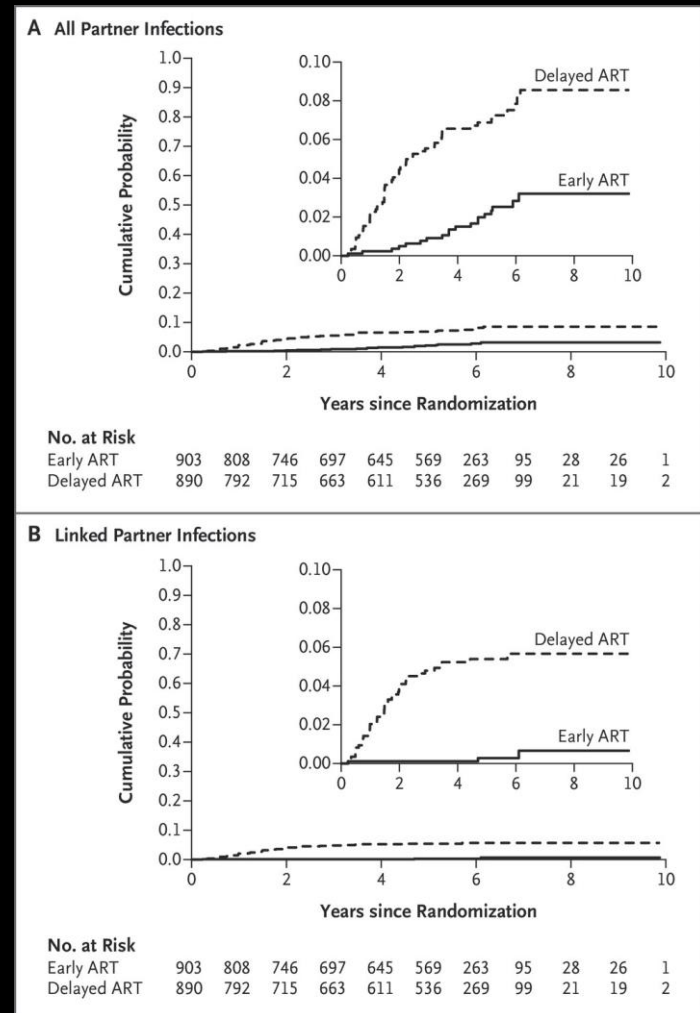 A All Partner Infections
1.0
0.9
0.8
0.7
0.6
0.5
0.4
0.3
0.2
0.1
0.0
Cumulative Probability
0.10
0.08
0.06
0.04
0.02
0.00
Delayed ART
Early ART
0 2 4 6 8 10
0 2 4 6 8 10
Years since Randomization
No. at Risk
Early ART 903 808 746 697 645 569 263 95 28 26 1
Delayed ART 890 792 715 663 611 536 269 99 21 19 2
B Linked Partner Infections
1.0
0.9
0.8
0.7
0.6
0.5
0.4
0.3
0.2
0.1
0.0
Cumulative Probability
0.10
0.08
0.06
0.04
0.02
0.00
Delayed ART
Early ART
0 2 4 6 8 10
0 2 4 6 8 10
Years since Randomization
No. at Risk
Early ART 903 808 746 697 645 569 263 95 28 26 1
Delayed ART 890 792 715 663 611 536 269 99 21 19 2